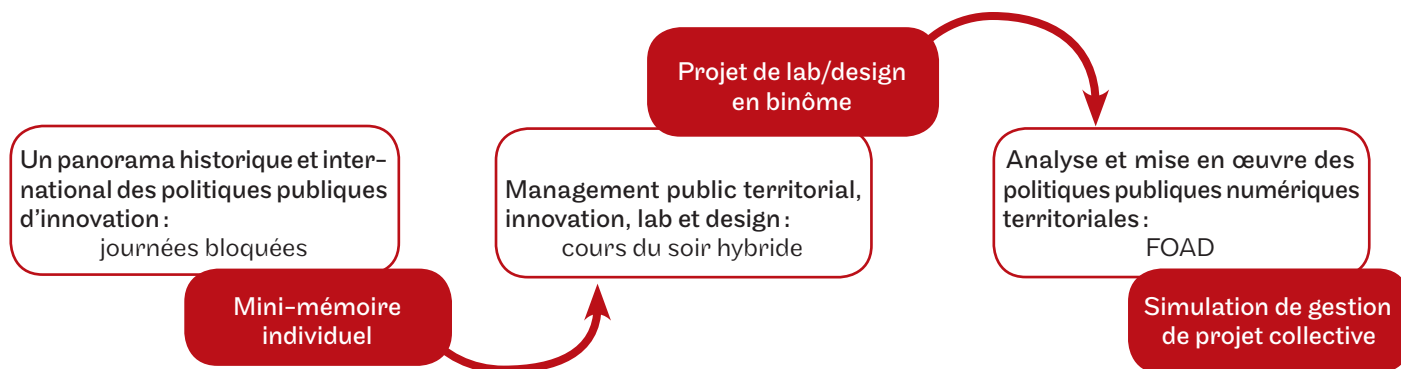 Un panorama historique et inter-
national des politiques publiques
d'innovation :
journées bloquées
Mini-mémoire
individuel
Projet de lab/design
en binôme
Management public territorial,
innovation, lab et design :
cours du soir hybride
Analyse et mise en œuvre des
politiques publiques numériques
territoriales :
FOAD
Simulation de gestion
de projet collective